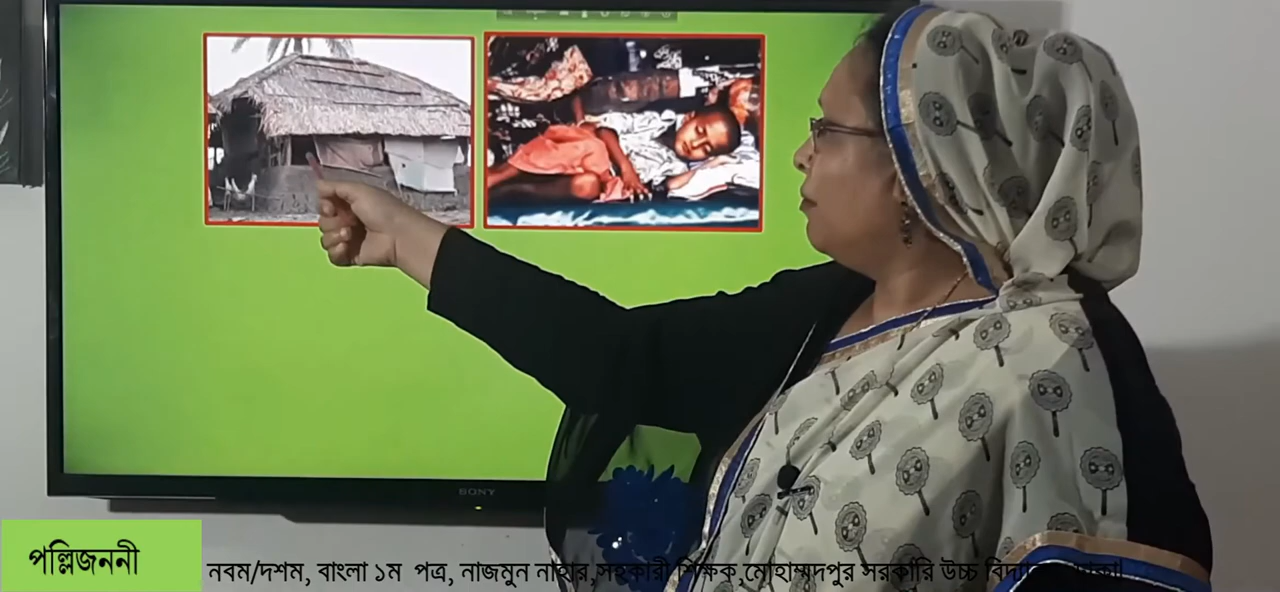 SONY
পল্লিজননী
নবম/দশম, বাংলা ১ম পত্র, নাজমুন নাহার,সহকারী শিক্ষক,মোহাম্মদপুর সরকারি উচ্চ